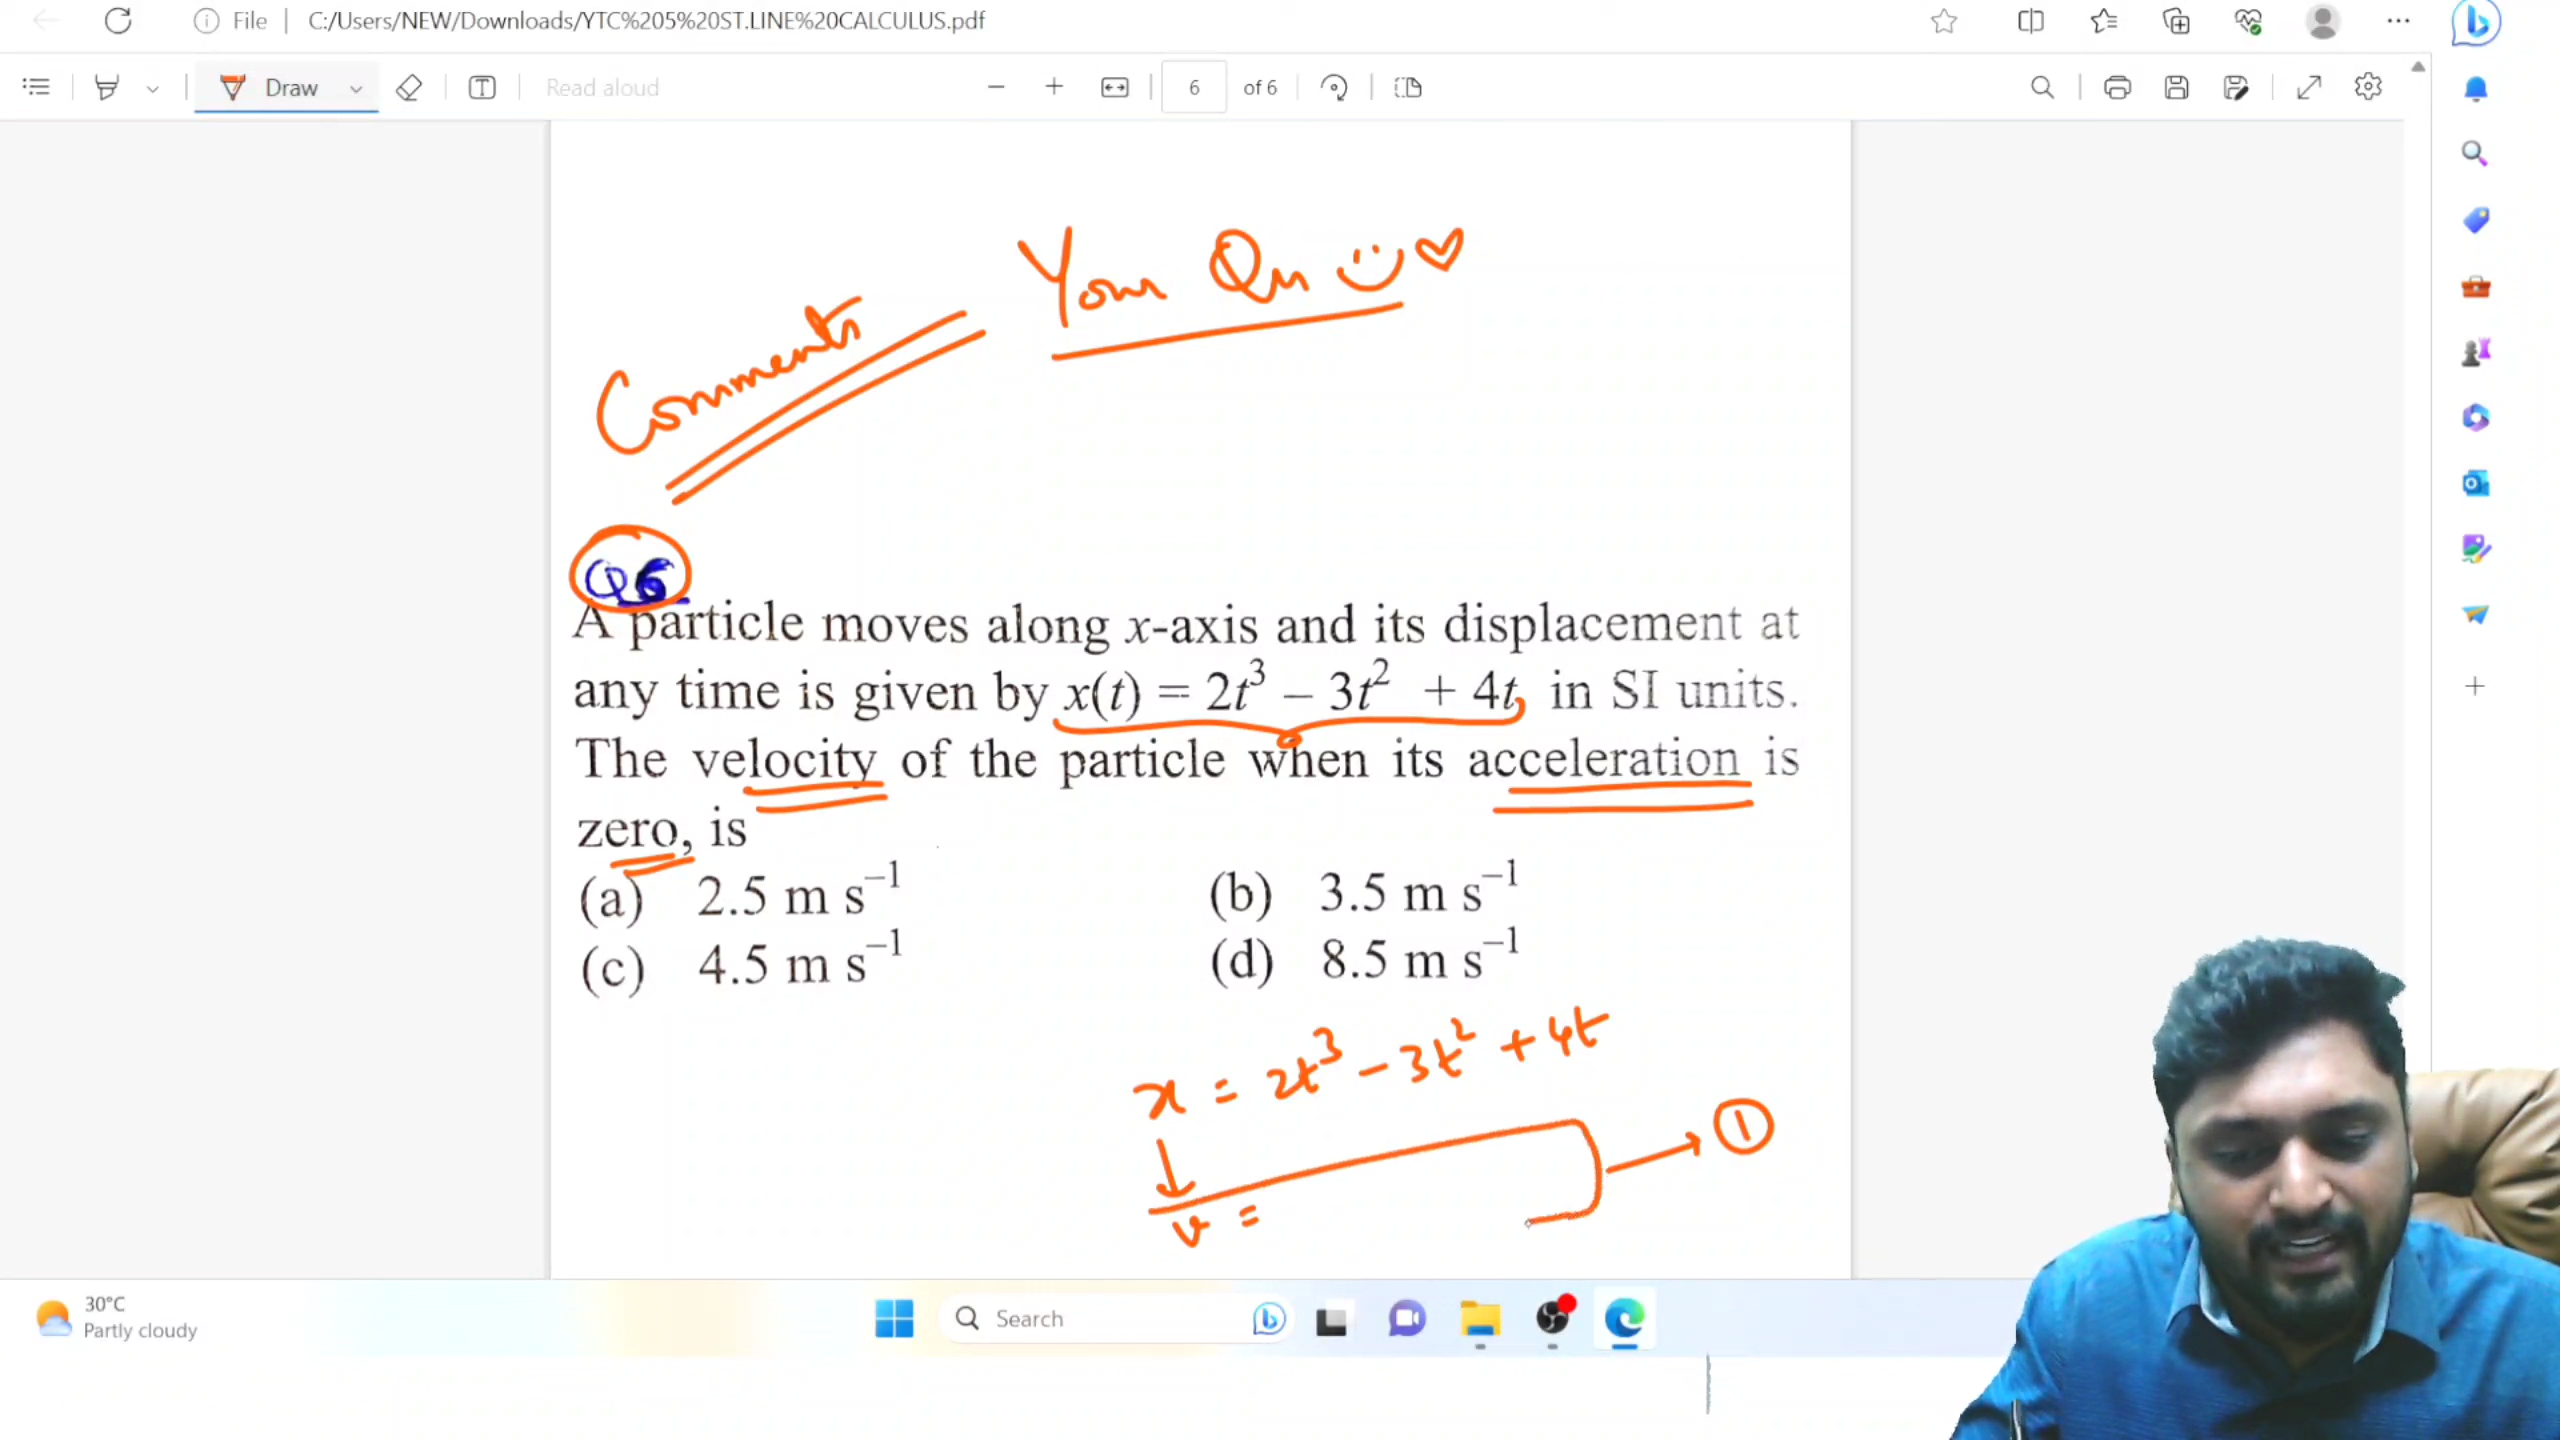 File
C:/Users/NEW/Downloads/YTC%205%20ST.LINE%20CALCULUS.pdf
Draw
Read aloud
6 of 6
Your Qn
Comments
Q6
A particle moves along x-axis and its displacement at
any time is given by x(t) = 2t³ – 3t² + 4t, in SI units.
The velocity of the particle when its acceleration is
zero, is
(a) 2.5 m s⁻¹ (b) 3.5 m s⁻¹
(c) 4.5 m s⁻¹ (d) 8.5 m s⁻¹
x = 2t³ – 3t² + 4t
1
v =
30°C
Partly cloudy
Search